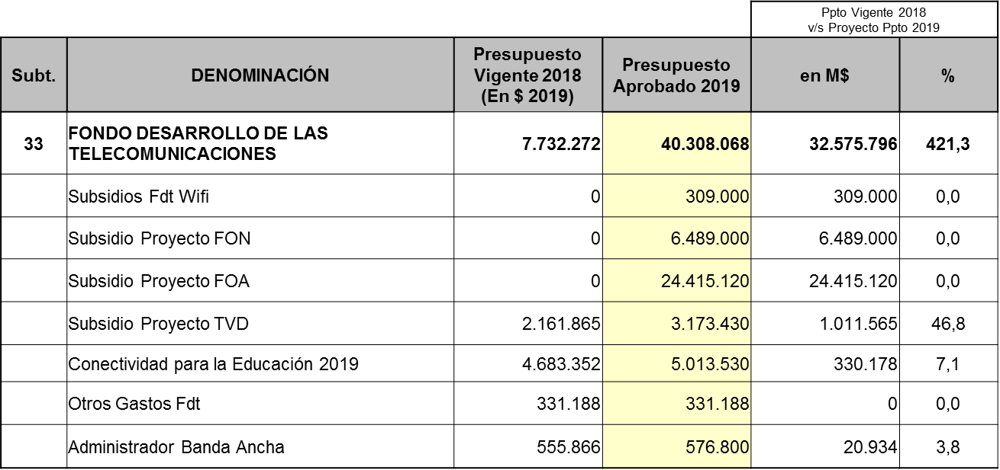 Ppto Vigente 2018
v/s Proyecto Ppto 2019
Subt. DENOMINACIÓN Presupuesto Vigente 2018 (En $ 2019) Presupuesto Aprobado 2019 en M$ %
33 FONDO DESARROLLO DE LAS TELECOMUNICACIONES 7.732.272 40.308.068 32.575.796 421,3
Subsidios Fdt Wifi 0 309.000 309.000 0,0
Subsidio Proyecto FON 0 6.489.000 6.489.000 0,0
Subsidio Proyecto FOA 0 24.415.120 24.415.120 0,0
Subsidio Proyecto TVD 2.161.865 3.173.430 1.011.565 46,8
Conectividad para la Educación 2019 4.683.352 5.013.530 330.178 7,1
Otros Gastos Fdt 331.188 331.188 0 0,0
Administrador Banda Ancha 555.866 576.800 20.934 3,8